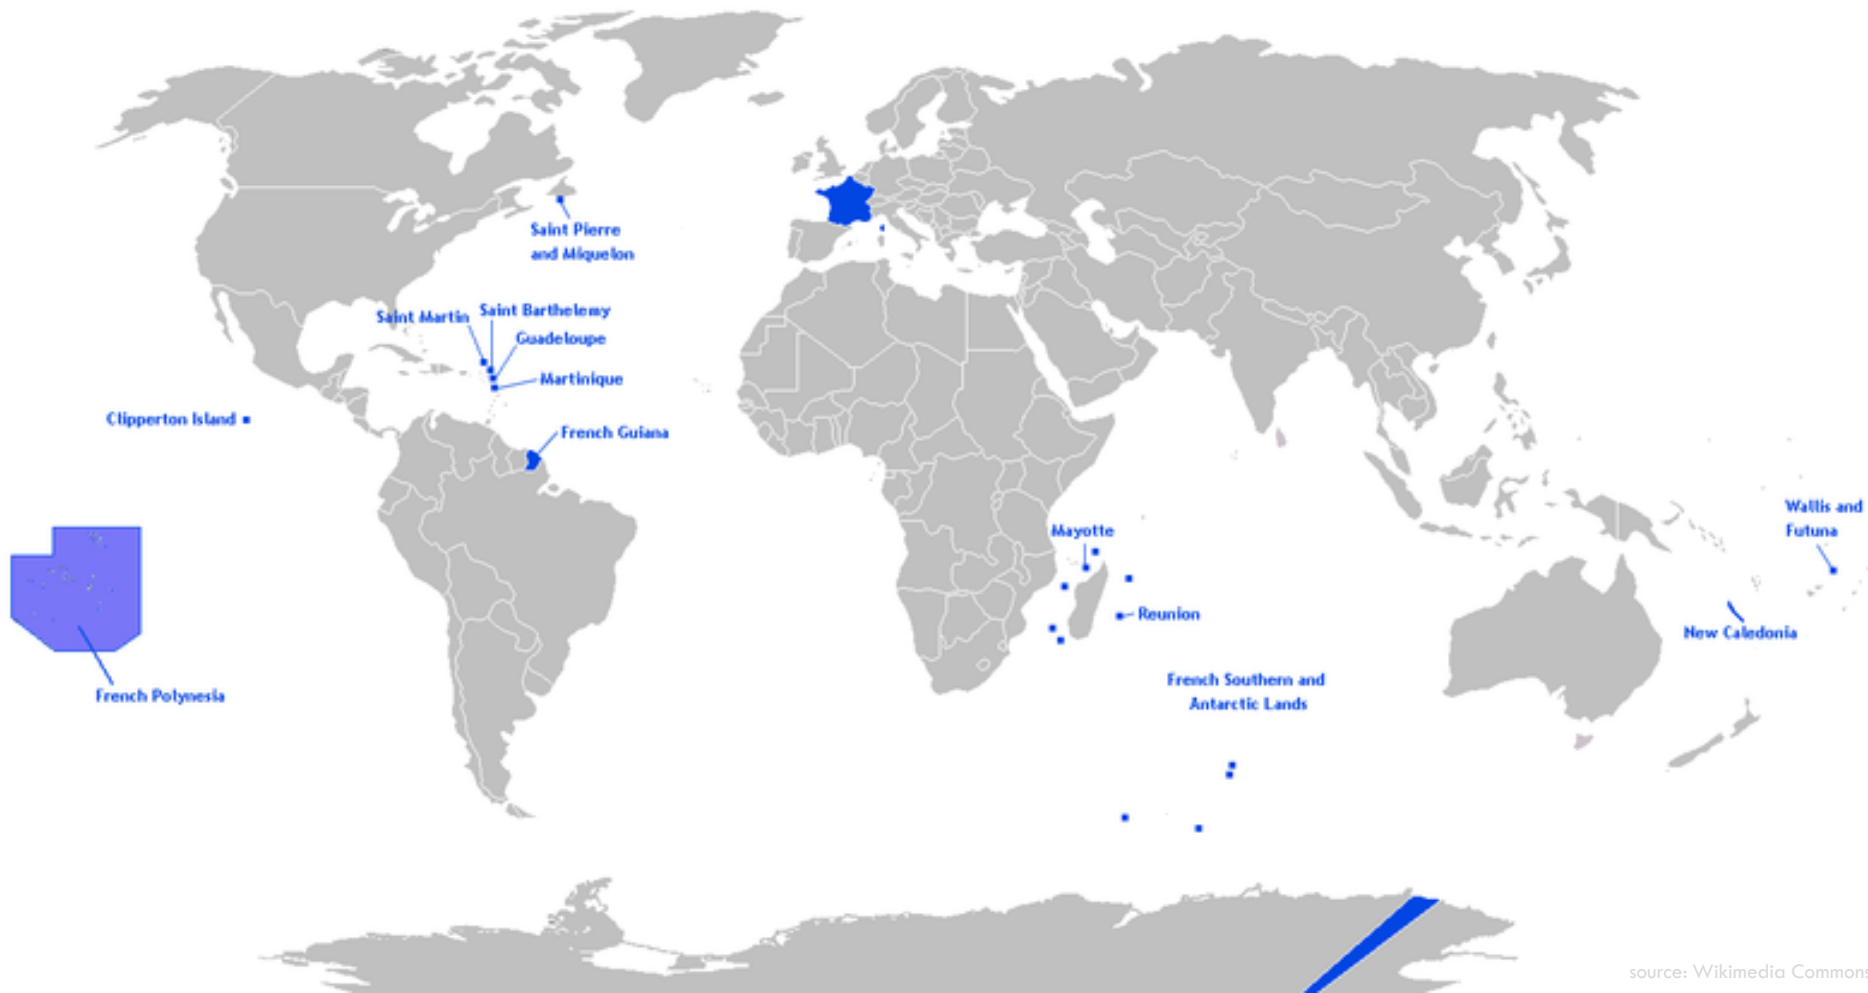 Saint Pierre
and Miquelon
Saint Martin
Saint Barthelemy
Guadeloupe
Martinique
Clipperton Island
French Guiana
Wallis and
Futuna
Mayotte
Reunion
New Caledonia
French Southern and
Antarctic Lands
French Polynesia
source: Wikimedia Commons